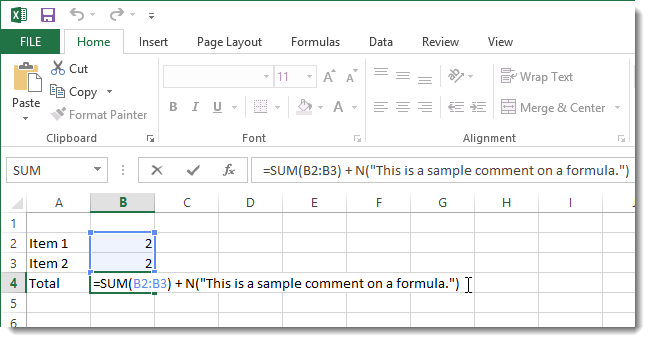 FILE Home Insert Page Layout Formulas Data Review View
Cut
Copy
Format Painter
Paste
11 A A
B I U A
Wrap Text
Merge & Center
Clipboard Font Alignment
SUM fx =SUM(B2:B3) + N("This is a sample comment on a formula.")
A B C D E F G H I
1
2 Item 1 2
3 Item 2 2
4 Total =SUM(B2:B3) + N("This is a sample comment on a formula.")
5
6